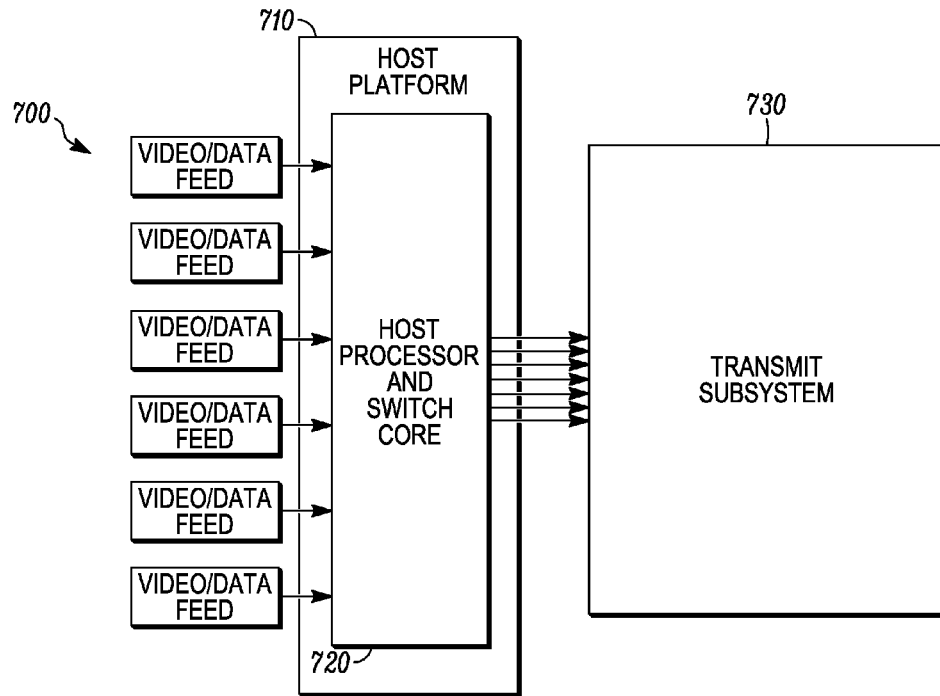 710
HOST
PLATFORM
700
730
VIDEO/DATA
FEED
VIDEO/DATA
FEED
VIDEO/DATA
FEED
VIDEO/DATA
FEED
VIDEO/DATA
FEED
VIDEO/DATA
FEED
HOST
PROCESSOR
AND
SWITCH
CORE
TRANSMIT
SUBSYSTEM
720